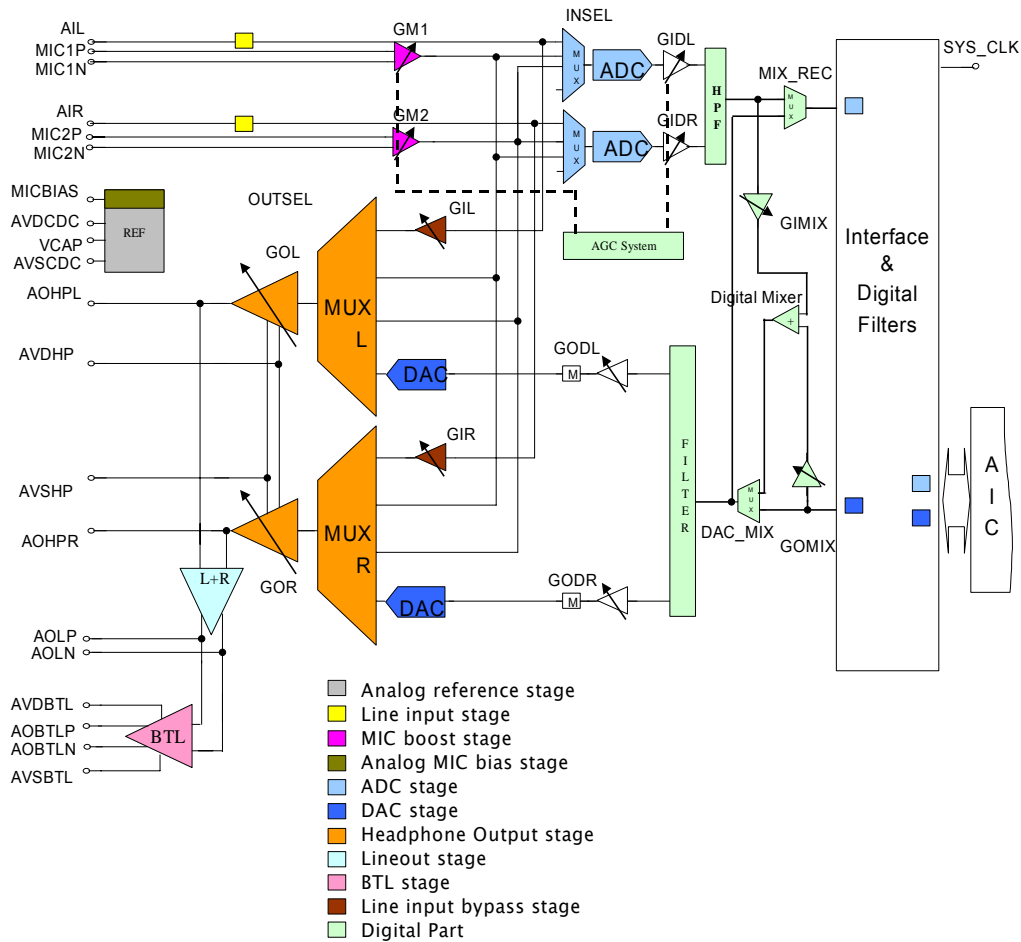 AIL
MIC1P
MIC1N
GM1
INSEL
MUX
ADC
GIDL
HPF
MIX_REC
MUX
SYS_CLK
AIR
MIC2P
MIC2N
GM2
MUX
ADC
GIDR
MICBIAS
AVDCDC
VCAP
AVSCDC
REF
OUTSEL
GIL
AGC System
GIMIX
Interface
&
Digital
Filters
GOL
AOHPL
MUX
L
Digital Mixer
+
AVDHP
DAC
M
GODL
GIR
FILTER
AIC
AVSHP
AOHPR
MUX
R
GOR
DAC_MIX
MUX
GOMIX
L+R
DAC
M
GODR
AOLP
AOLN
AVDBTL
AOBTLP
AOBTLN
AVSBTL
BTL
Analog reference stage
Line input stage
MIC boost stage
Analog MIC bias stage
ADC stage
DAC stage
Headphone Output stage
Lineout stage
BTL stage
Line input bypass stage
Digital Part